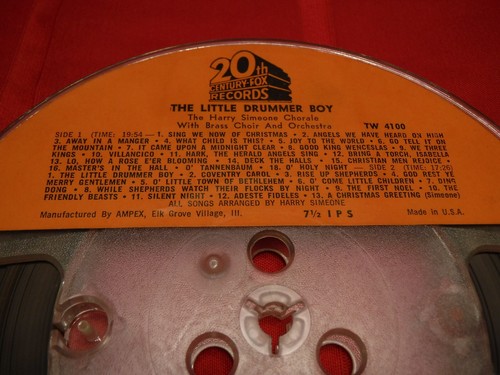 20th
CENTURY-FOX
RECORDS
THE LITTLE DRUMMER BOY
The Harry Simeone Chorale
With Brass Choir And Orchestra
TW 4100
SIDE 1 (TIME: 19:54 — 1. SING WE NOW OF CHRISTMAS • 2. ANGELS WE HAVE HEARD ON HIGH
3. AWAY IN A MANGER • 4. WHAT CHILD IS THIS? • 5. JOY TO THE WORLD • 6. GO TELL IT ON
THE MOUNTAIN • 7. IT CAME UPON A MIDNIGHT CLEAR • 8. GOOD KING WENCESLAS • 9. WE THREE
KINGS • 10. VILLANCICO • 11. HARK, THE HERALD ANGELS SING A TORCH, ISABELLA
13. LO, HOW A ROSE E'ER BLOOMING • 14. DECK THE HALLS • 15. CHRISTIAN MEN REJOICE •
16. MASTER'S IN THE HALL • O' TANNENBAUM • 18. O' HOLY NIGHT — SIDE 2 (TIME: 17:26)
1. THE LITTLE DRUMMER BOY • 2. COVENTRY CAROL • 3. RISE UP SHEPHERDS • 4. GOD REST YE
MERRY GENTLEMEN • 5. O' LITTLE TOWN OF BETHLEHEM • 6. O' COME LITTLE CHILDREN • 7. DING
DONG • 8. WHILE SHEPHERDS WATCH THEIR FLOCKS BY NIGHT • 9. THE FIRST NOEL • 10. THE
FRIENDLY BEASTS • 11. SILENT NIGHT • 12. ADESTE FIDELES • 13. A CHRISTMAS GREETING (Simeone)
ALL SONGS ARRANGED BY HARRY SIMEONE
Manufactured By AMPEX, Elk Grove Village, Ill.
7½ IPS
Made in U.S.A.